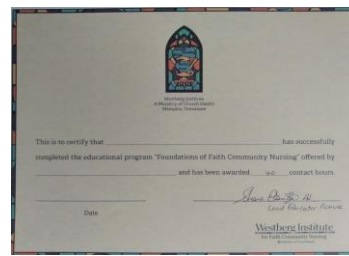 Westberg Institute
A Ministry of Church Health
Memphis, Tennessee
This is to certify that has successfully
completed the educational program "Foundations of Faith Community Nursing" offered by
and has been awarded 40 contact hours.
Lead Educator
Date
Westberg Institute
for Faith Community Nursing